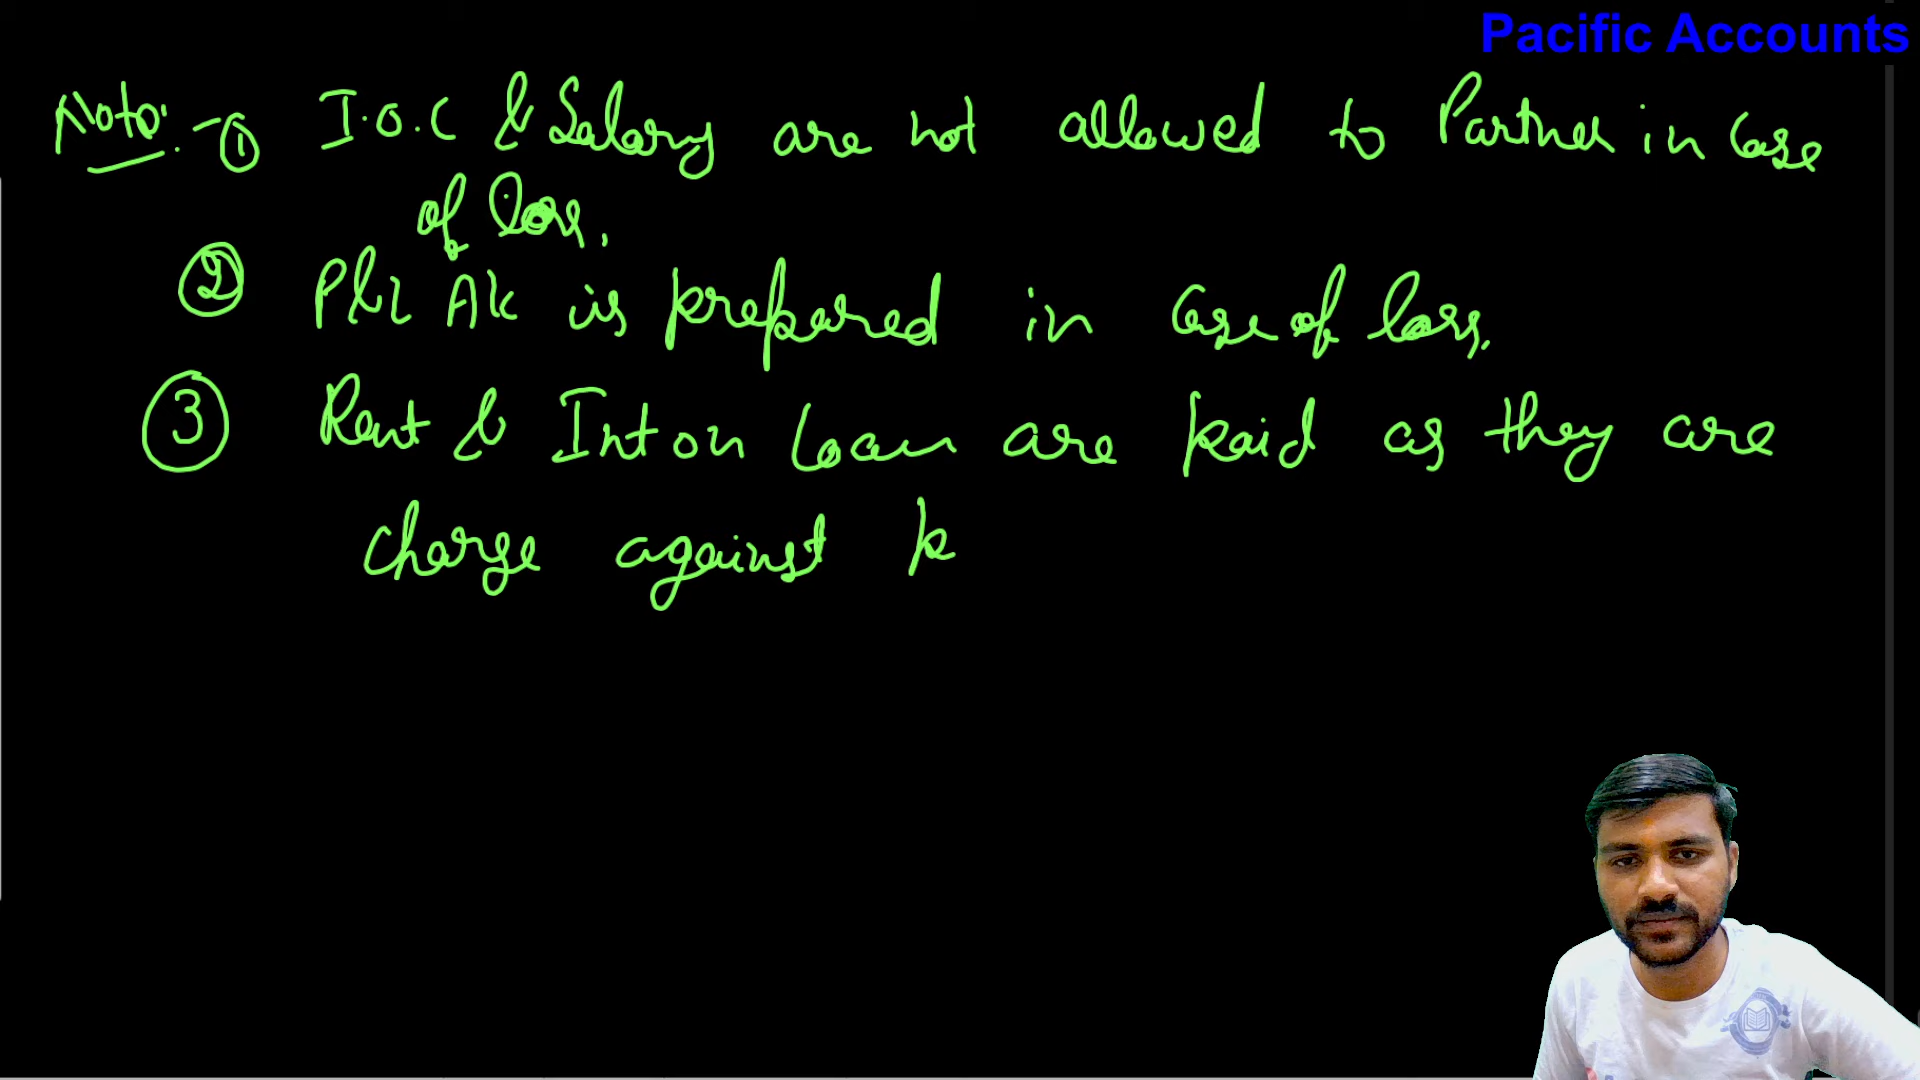 Pacific Accounts
Note:- ① I.O.C & Salary are not allowed to Partner in Case
of loss.
② P&L A/c is prepared in Case of loss.
③ Rent & Int on Loan are paid as they are
charge against p